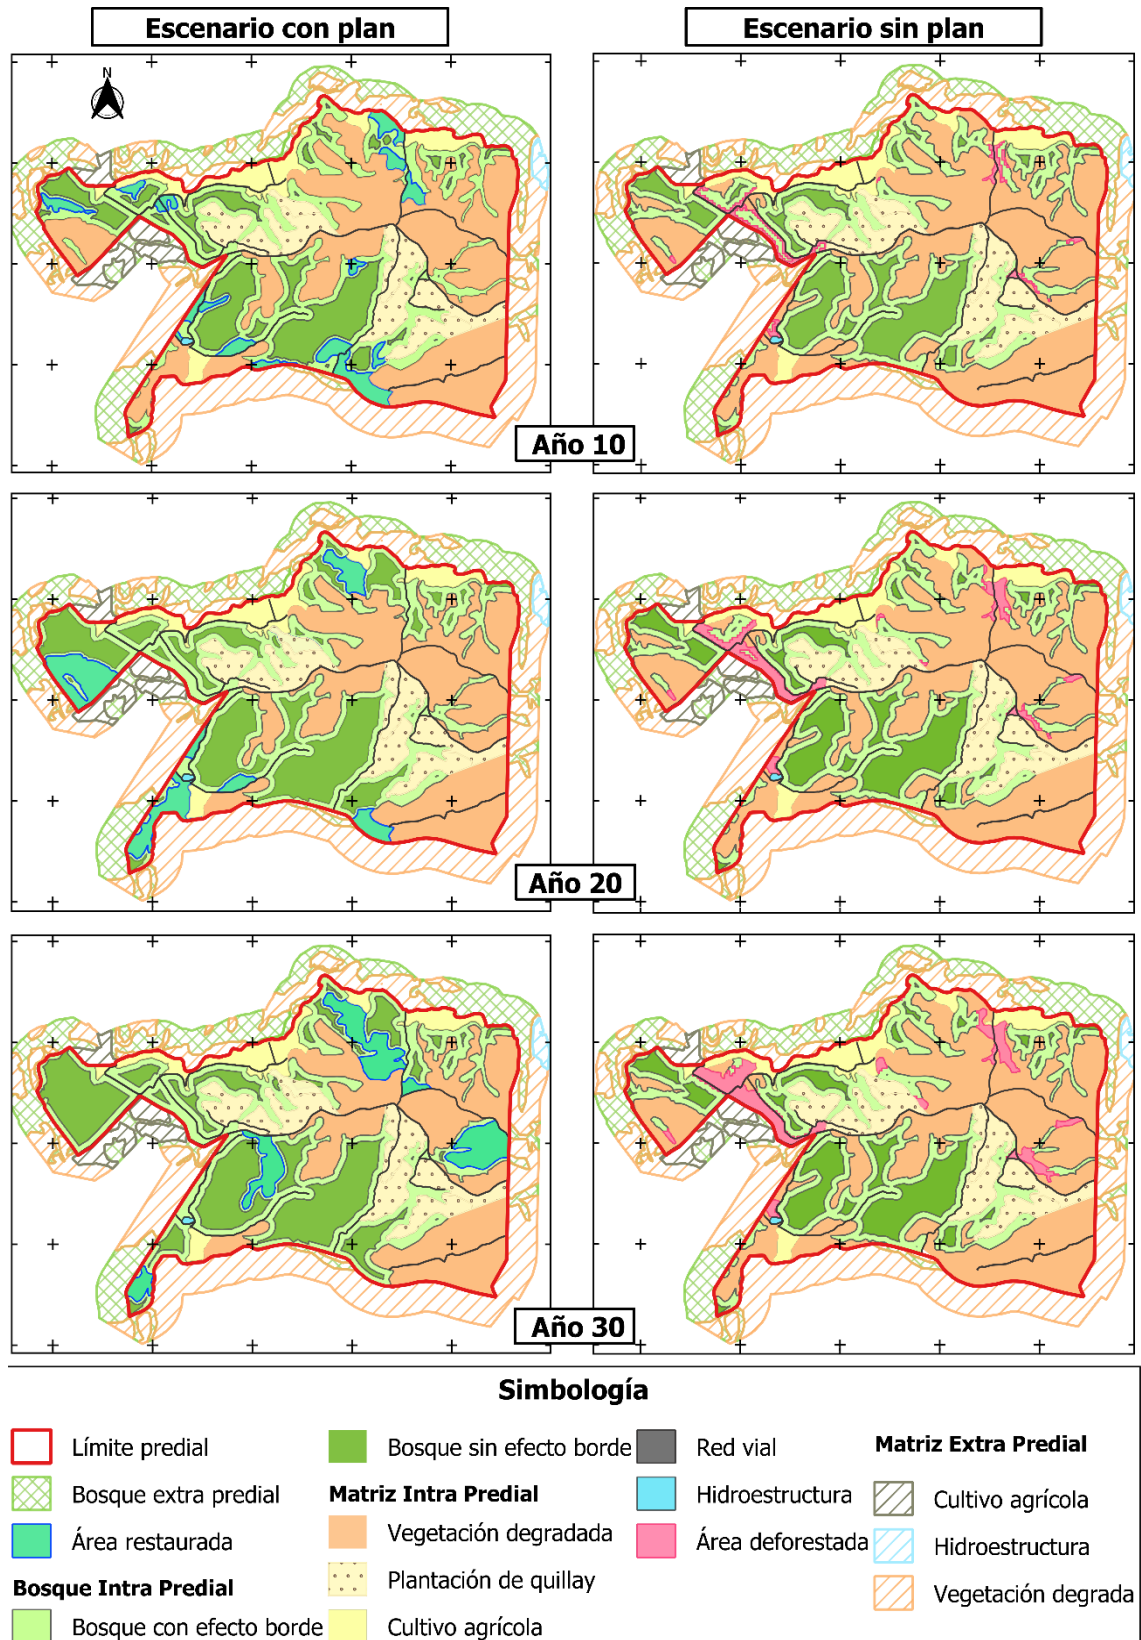 Escenario con plan
Escenario sin plan
N
Año 10
Año 20
Año 30
Simbología
Límite predial
Bosque extra predial
Área restaurada
Bosque Intra Predial
Bosque con efecto borde
Bosque sin efecto borde
Matriz Intra Predial
Vegetación degradada
Plantación de quillay
Cultivo agrícola
Red vial
Hidroestructura
Área deforestada
Matriz Extra Predial
Cultivo agrícola
Hidroestructura
Vegetación degrada